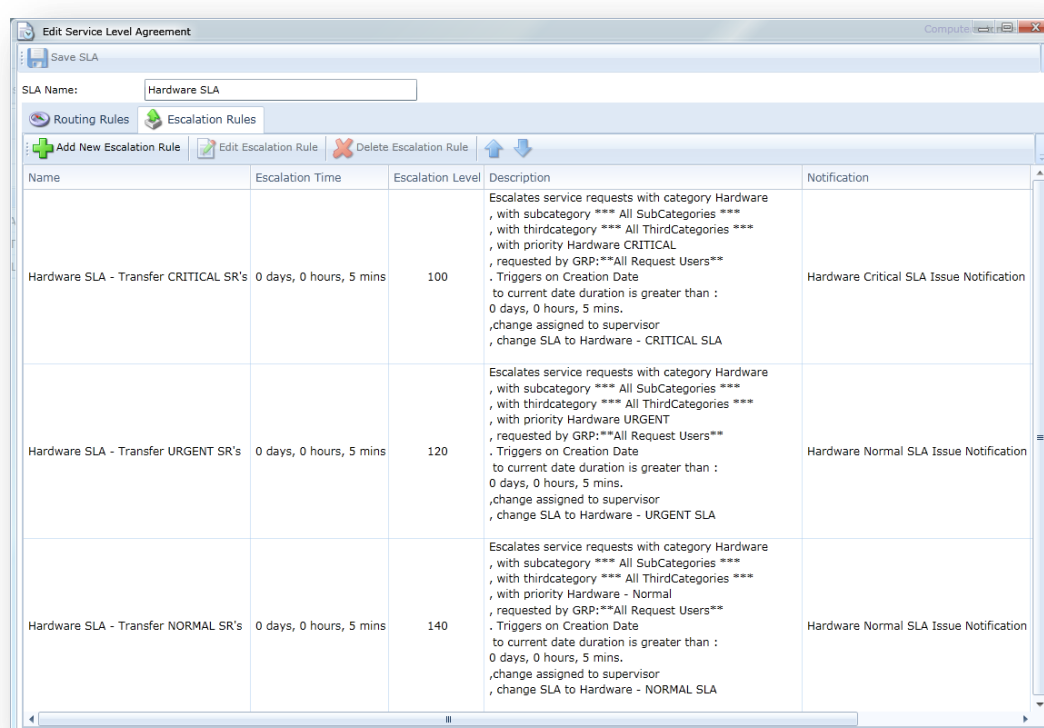 Edit Service Level Agreement
Save SLA
SLA Name: Hardware SLA
Routing Rules Escalation Rules
Add New Escalation Rule Edit Escalation Rule Delete Escalation Rule
Name Escalation Time Escalation Level Description Notification
Escalates service requests with category Hardware
, with subcategory *** All SubCategories ***
, with thirdcategory *** All ThirdCategories ***
, with priority Hardware CRITICAL
, requested by GRP:**All Request Users**
Hardware SLA - Transfer CRITICAL SR's 0 days, 0 hours, 5 mins 100 . Triggers on Creation Date Hardware Critical SLA Issue Notification
to current date duration is greater than :
0 days, 0 hours, 5 mins.
,change assigned to supervisor
, change SLA to Hardware - CRITICAL SLA
Escalates service requests with category Hardware
, with subcategory *** All SubCategories ***
, with thirdcategory *** All ThirdCategories ***
, with priority Hardware URGENT
, requested by GRP:**All Request Users**
Hardware SLA - Transfer URGENT SR's 0 days, 0 hours, 5 mins 120 . Triggers on Creation Date Hardware Normal SLA Issue Notification
to current date duration is greater than :
0 days, 0 hours, 5 mins.
,change assigned to supervisor
, change SLA to Hardware - URGENT SLA
Escalates service requests with category Hardware
, with subcategory *** All SubCategories ***
, with thirdcategory *** All ThirdCategories ***
, with priority Hardware - Normal
, requested by GRP:**All Request Users**
Hardware SLA - Transfer NORMAL SR's 0 days, 0 hours, 5 mins 140 . Triggers on Creation Date Hardware Normal SLA Issue Notification
to current date duration is greater than :
0 days, 0 hours, 5 mins.
,change assigned to supervisor
, change SLA to Hardware - NORMAL SLA